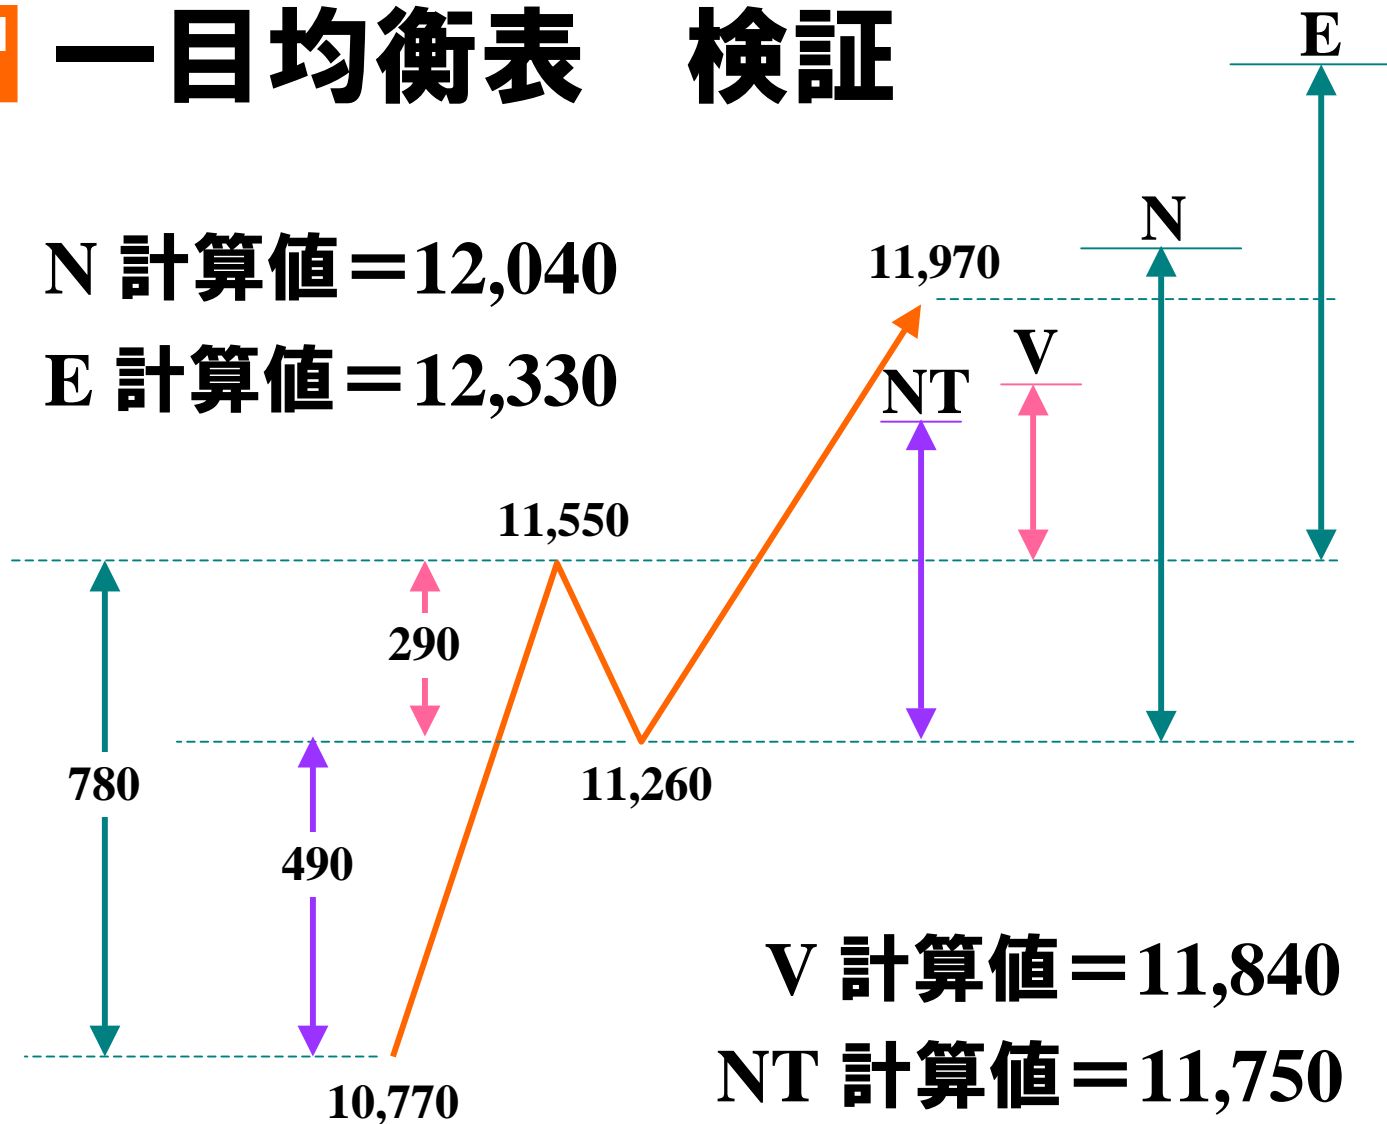 一目均衡表　検証
E
N
N 計算値＝12,040
11,970
E 計算値＝12,330
V
NT
11,550
290
780
11,260
490
V 計算値＝11,840
NT 計算値＝11,750
10,770